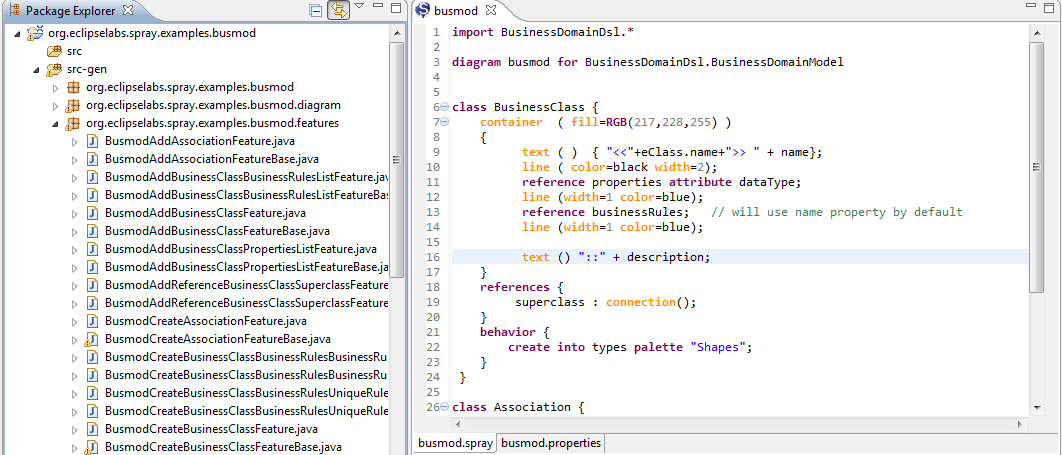 Package Explorer
org.eclipselabs.spray.examples.busmod
src
src-gen
org.eclipselabs.spray.examples.busmod
org.eclipselabs.spray.examples.busmod.diagram
org.eclipselabs.spray.examples.busmod.features
BusmodAddAssociationFeature.java
BusmodAddAssociationFeatureBase.java
BusmodAddBusinessClassBusinessRulesListFeature.jav
BusmodAddBusinessClassBusinessRulesListFeatureBas
BusmodAddBusinessClassFeature.java
BusmodAddBusinessClassFeatureBase.java
BusmodAddBusinessClassPropertiesListFeature.java
BusmodAddBusinessClassPropertiesListFeatureBase.ja
BusmodAddReferenceBusinessClassSuperclassFeature
BusmodAddReferenceBusinessClassSuperclassFeature
BusmodCreateAssociationFeature.java
BusmodCreateAssociationFeatureBase.java
BusmodCreateBusinessClassBusinessRulesBusinessRu
BusmodCreateBusinessClassBusinessRulesBusinessRu
BusmodCreateBusinessClassBusinessRulesUniqueRule
BusmodCreateBusinessClassBusinessRulesUniqueRule
BusmodCreateBusinessClassFeature.java
BusmodCreateBusinessClassFeatureBase.java
S busmod
1 import BusinessDomainDsl.*
2
3 diagram busmod for BusinessDomainDsl.BusinessDomainModel
4
5
6 class BusinessClass {
7 container ( fill=RGB(217,228,255) )
8 {
9 text ( ) { "<<"+eClass.name+">> " + name};
10 line ( color=black width=2);
11 reference properties attribute dataType;
12 line (width=1 color=blue);
13 reference businessRules; // will use name property by default
14 line (width=1 color=blue);
15
16 text () "::" + description;
17 }
18 references {
19 superclass : connection();
20 }
21 behavior {
22 create into types palette "Shapes";
23 }
24 }
25
26 class Association {
busmod.spray busmod.properties